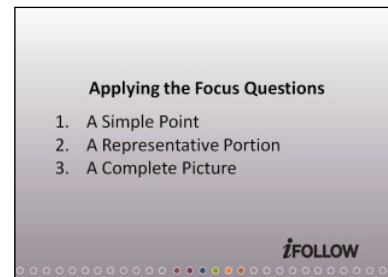 Applying the Focus Questions
1. A Simple Point
2. A Representative Portion
3. A Complete Picture
iFOLLOW